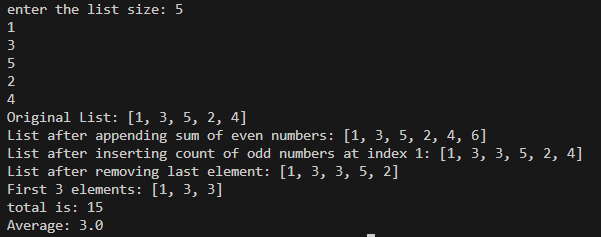 enter the list size: 5
1
3
5
2
4
Original List: [1, 3, 5, 2, 4]
List after appending sum of even numbers: [1, 3, 5, 2, 4, 6]
List after inserting count of odd numbers at index 1: [1, 3, 3, 5, 2, 4]
List after removing last element: [1, 3, 3, 5, 2]
First 3 elements: [1, 3, 3]
total is: 15
Average: 3.0